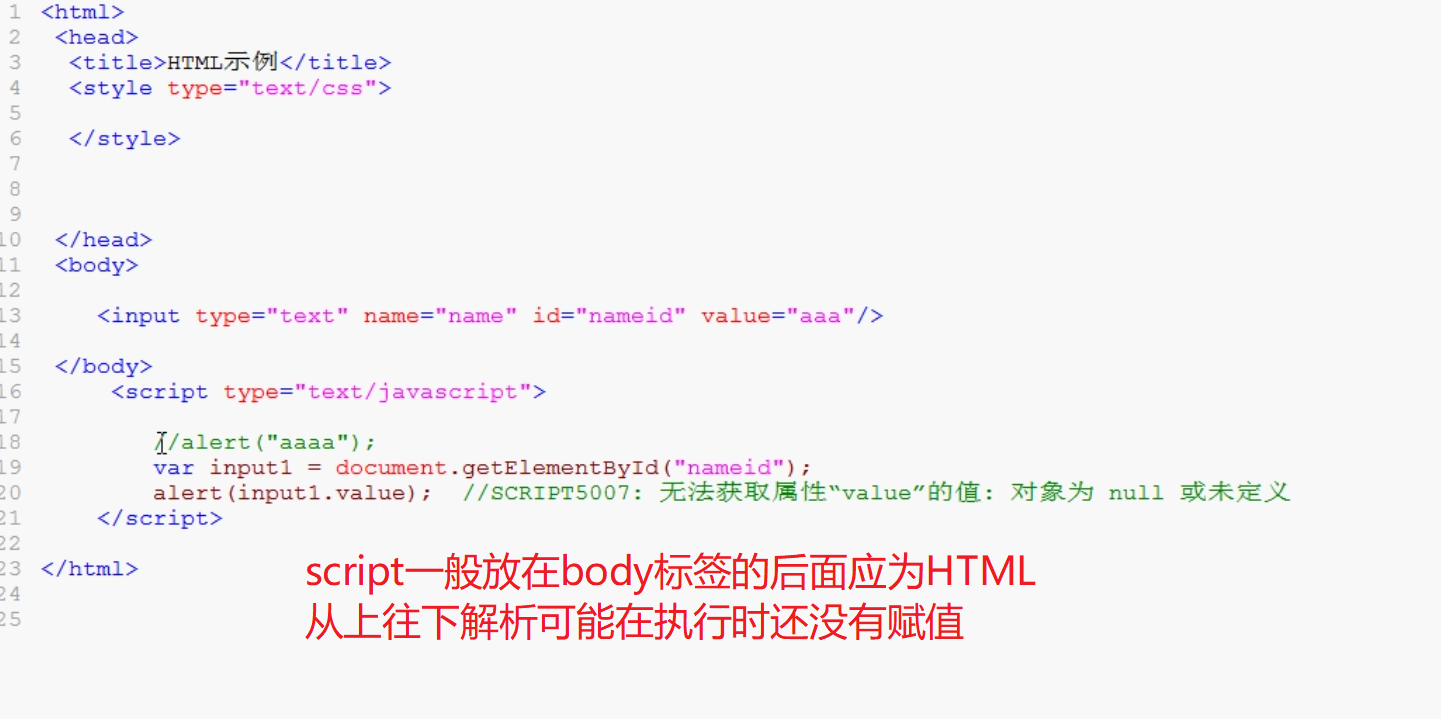 1 <html>
2 <head>
3 <title>HTML示例</title>
4 <style type="text/css">
5
6 </style>
7
8
9
10 </head>
11 <body>
12
13 <input type="text" name="name" id="nameid" value="aaa"/>
14
15 </body>
16 <script type="text/javascript">
17
18 //alert("aaaa");
19 var input1 = document.getElementById("nameid");
20 alert(input1.value); //SCRIPT5007: 无法获取属性“value”的值: 对象为 null 或未定义
21 </script>
22
23 </html>
24
25
script一般放在body标签的后面应为HTML
从上往下解析可能在执行时还没有赋值